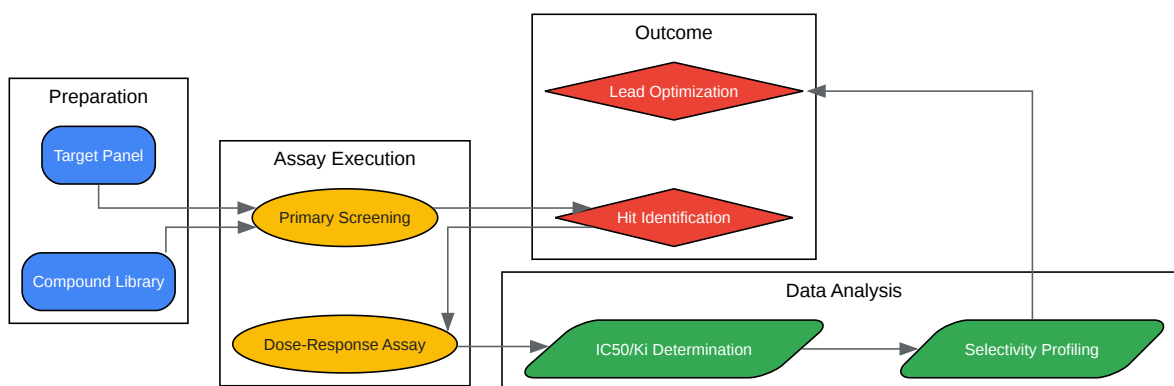 Preparation
Target Panel
Compound Library
Assay Execution
Primary Screening
Dose-Response Assay
Outcome
Lead Optimization
Hit Identification
Data Analysis
IC50/Ki Determination
Selectivity Profiling